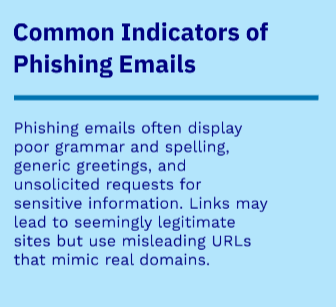 Common Indicators of
Phishing Emails
Phishing emails often display
poor grammar and spelling,
generic greetings, and
unsolicited requests for
sensitive information. Links may
lead to seemingly legitimate
sites but use misleading URLs
that mimic real domains.